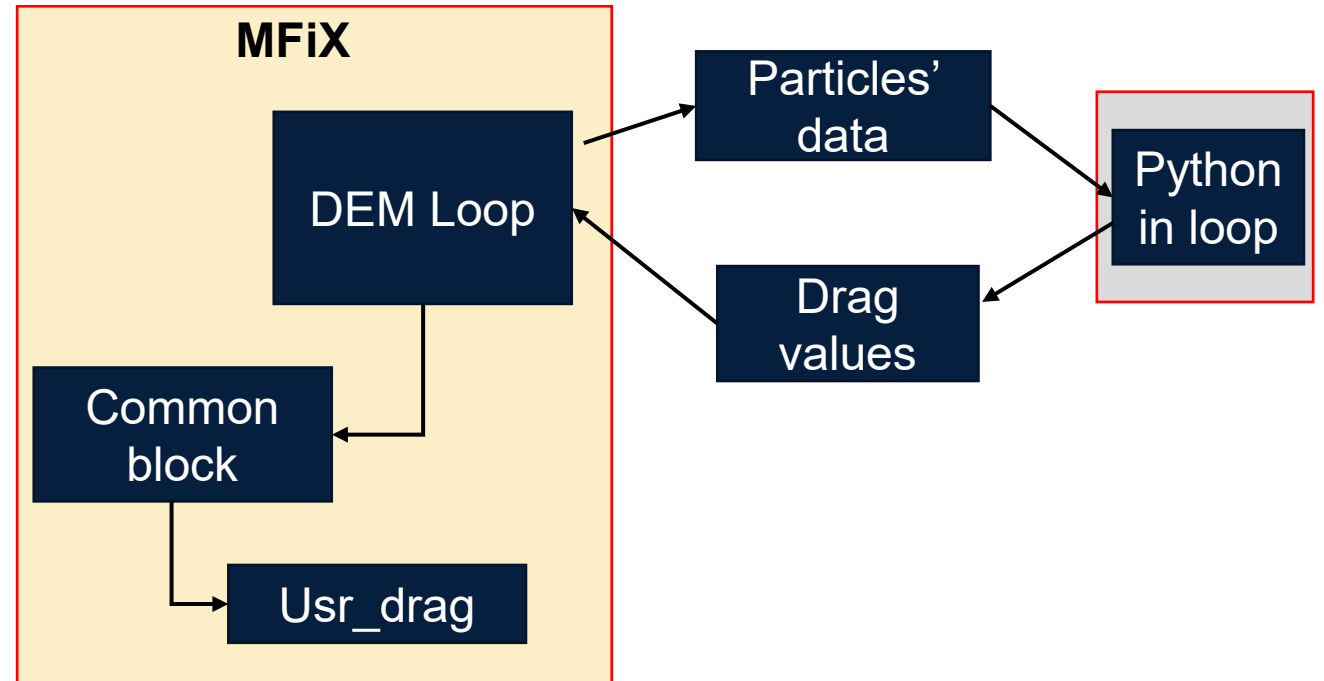 MFiX
Particles’
data
Python
in loop
DEM Loop
Drag
values
Common
block
Usr_drag